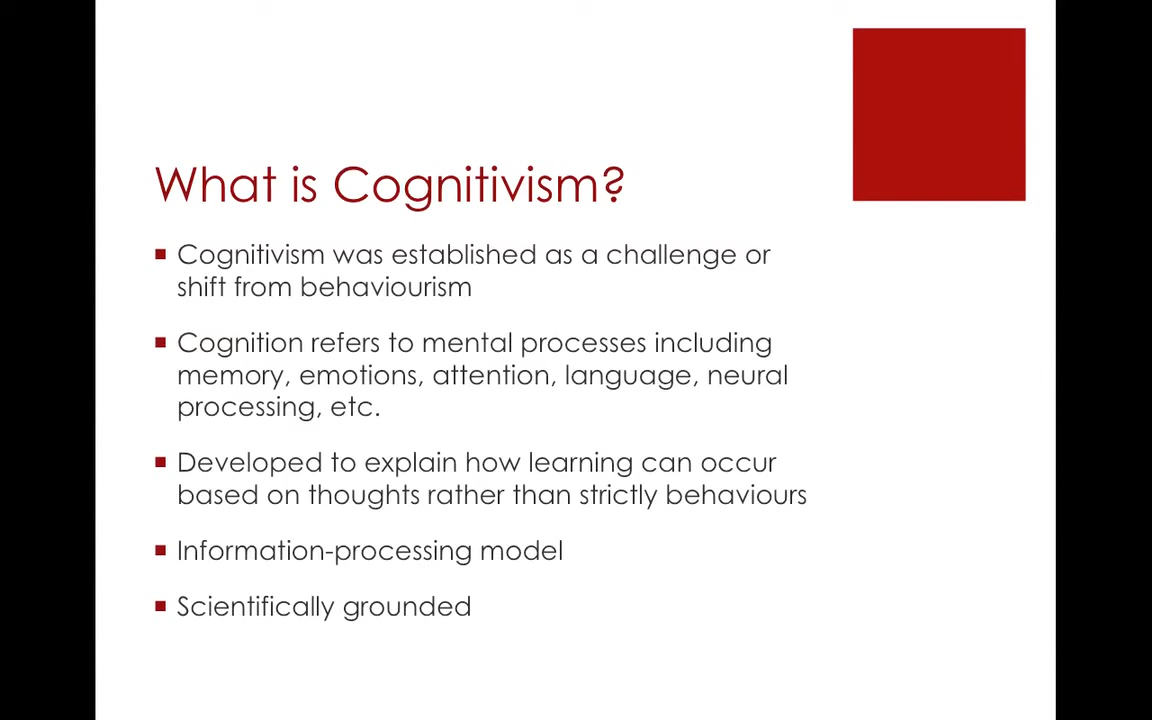 What is Cognitivism?
Cognitivism was established as a challenge or
shift from behaviourism
Cognition refers to mental processes including
memory, emotions, attention, language, neural
processing, etc.
Developed to explain how learning can occur
based on thoughts rather than strictly behaviours
Information-processing model
Scientifically grounded